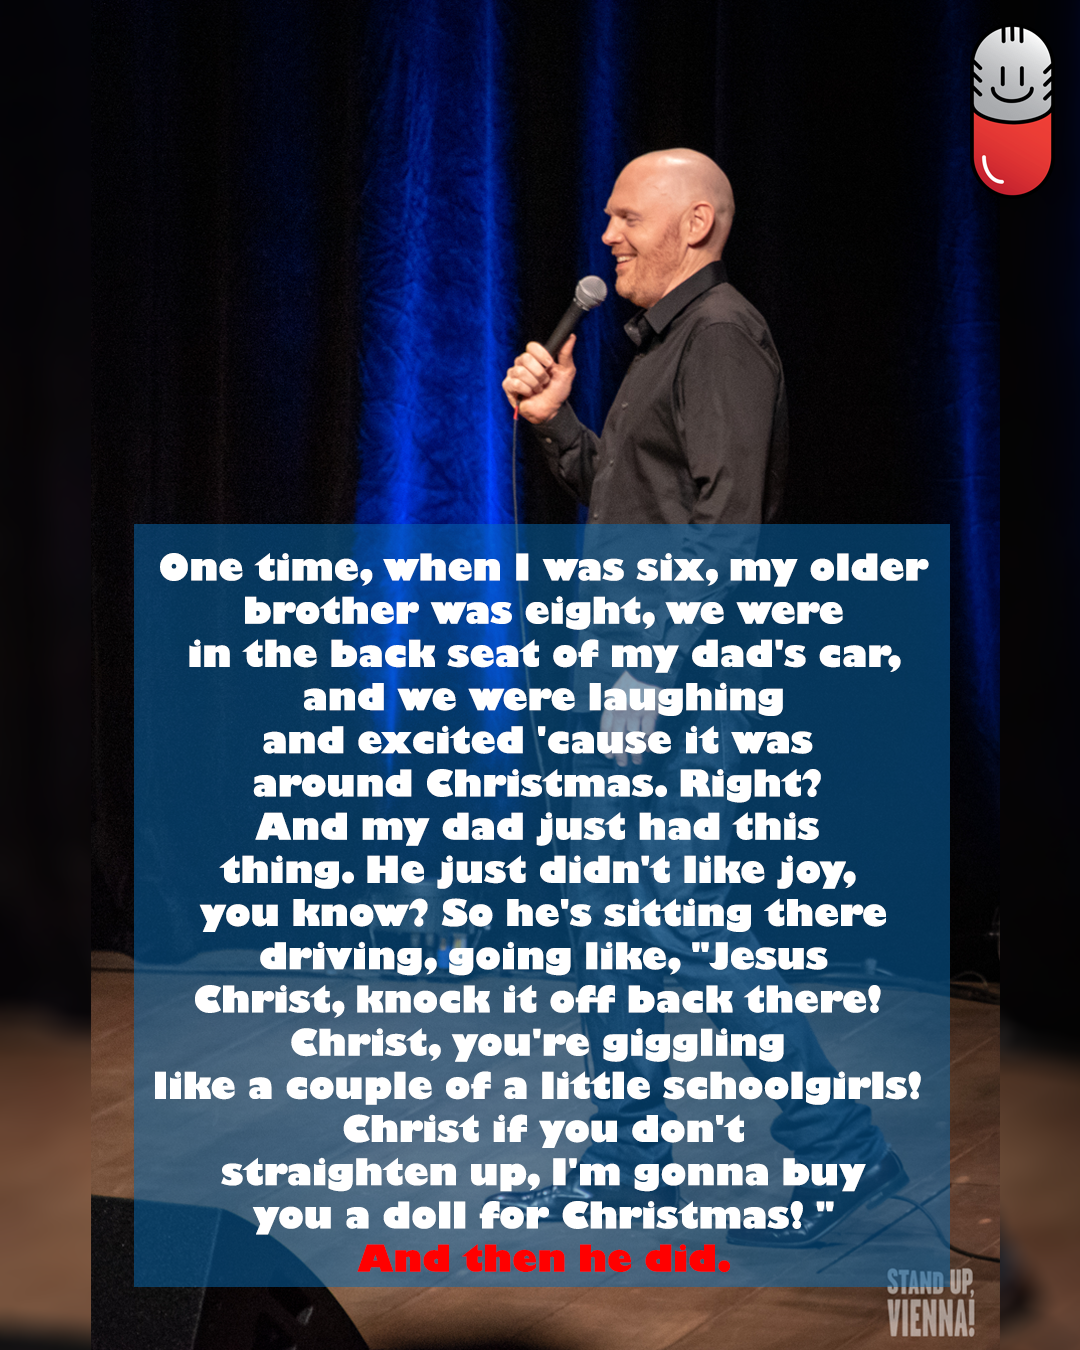 One time, when I was six, my older
brother was eight, we were
in the back seat of my dad's car,
and we were laughing
and excited 'cause it was
around Christmas. Right?
And my dad just had this
thing. He just didn't like joy,
you know? So he's sitting there
driving, going like, "Jesus
Christ, knock it off back there!
Christ, you're giggling
like a couple of a little schoolgirls!
Christ if you don't
straighten up, I'm gonna buy
you a doll for Christmas! "
And then he did.
STAND UP,
VIENNA!